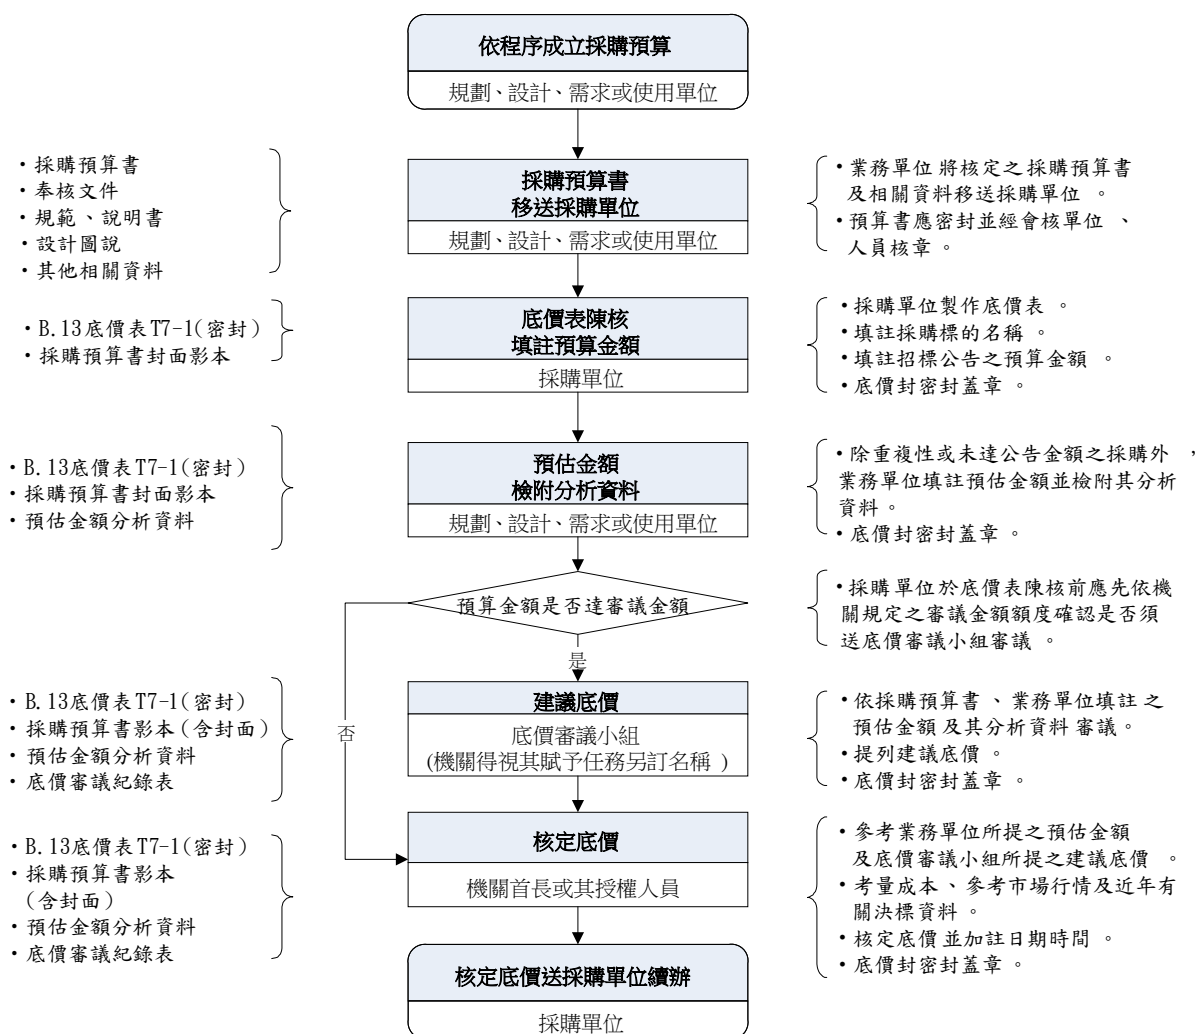 依程序成立採購預算
規劃、設計、需求或使用單位
・採購預算書
・奉核文件
・規範、說明書
・設計圖說
・其他相關資料
採購預算書
移送採購單位
規劃、設計、需求或使用單位
・業務單位將核定之採購預算書
及相關資料移送採購單位。
・預算書應密封並經會核單位、
人員核章。
・B.13底價表T7-1(密封)
・採購預算書封面影本
底價表陳核
填註預算金額
採購單位
・採購單位製作底價表。
・填註採購標的名稱。
・填註招標公告之預算金額。
・底價封密封蓋章。
・B.13底價表T7-1(密封)
・採購預算書封面影本
・預估金額分析資料
預估金額
檢附分析資料
規劃、設計、需求或使用單位
・除重複性或未達公告金額之採購外，
業務單位填註預估金額並檢附其分析
資料。
・底價封密封蓋章。
預算金額是否達審議金額
・採購單位於底價表陳核前應先依機
關規定之審議金額額度確認是否須
送底價審議小組審議。
是
否
・B.13底價表T7-1(密封)
・採購預算書影本(含封面)
・預估金額分析資料
・底價審議紀錄表
建議底價
底價審議小組
(機關得視其賦予任務另訂名稱)
・依採購預算書、業務單位填註之
預估金額及其分析資料審議。
・提列建議底價。
・底價封密封蓋章。
・B.13底價表T7-1(密封)
・採購預算書影本
(含封面)
・預估金額分析資料
・底價審議紀錄表
核定底價
機關首長或其授權人員
・參考業務單位所提之預估金額
及底價審議小組所提之建議底價。
・考量成本、參考市場行情及近年有
關決標資料。
・核定底價並加註日期時間。
・底價封密封蓋章。
核定底價送採購單位續辦
採購單位